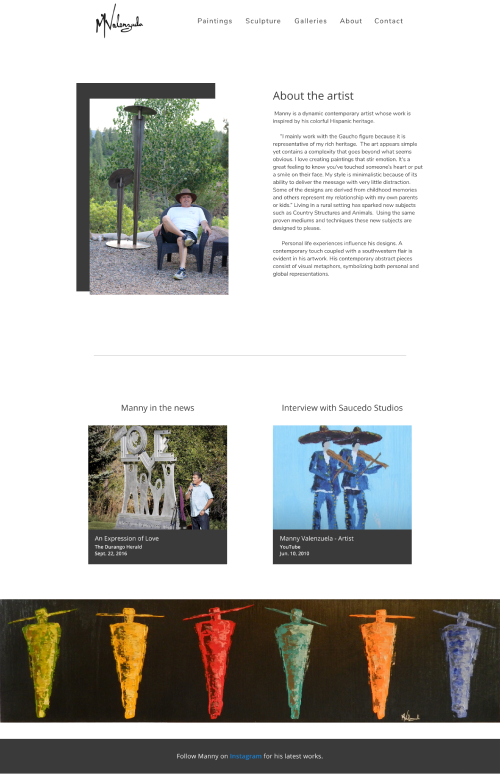 MValenzuela
Paintings Sculpture Galleries About Contact
About the artist
Manny is a dynamic contemporary artist whose work is
inspired by his colorful Hispanic heritage.
"I mainly work with the Gaucho figure because it is
representative of my rich heritage. The art appears simple
yet contains a complexity that goes beyond what seems
obvious. I love creating paintings that stir emotion. It's a
great feeling to know you've touched someone's heart or put
a smile on their face. My style is minimalistic because of its
ability to deliver the message with very little distraction.
Some of the designs are derived from childhood memories
and others represent my relationship with my own parents
or kids." Living in a rural setting has sparked new subjects
such as Country Structures and Animals. Using the same
proven mediums and techniques these new subjects are
designed to please.
Personal life experiences influence his designs. A
contemporary touch coupled with a southwestern flair is
evident in his artwork. His contemporary abstract pieces
consist of visual metaphors, symbolizing both personal and
global representations.
Manny in the news
An Expression of Love
The Durango Herald
Sept. 22, 2016
Interview with Saucedo Studios
Manny Valenzuela - Artist
YouTube
Jun. 10, 2010
Follow Manny on Instagram for his latest works.